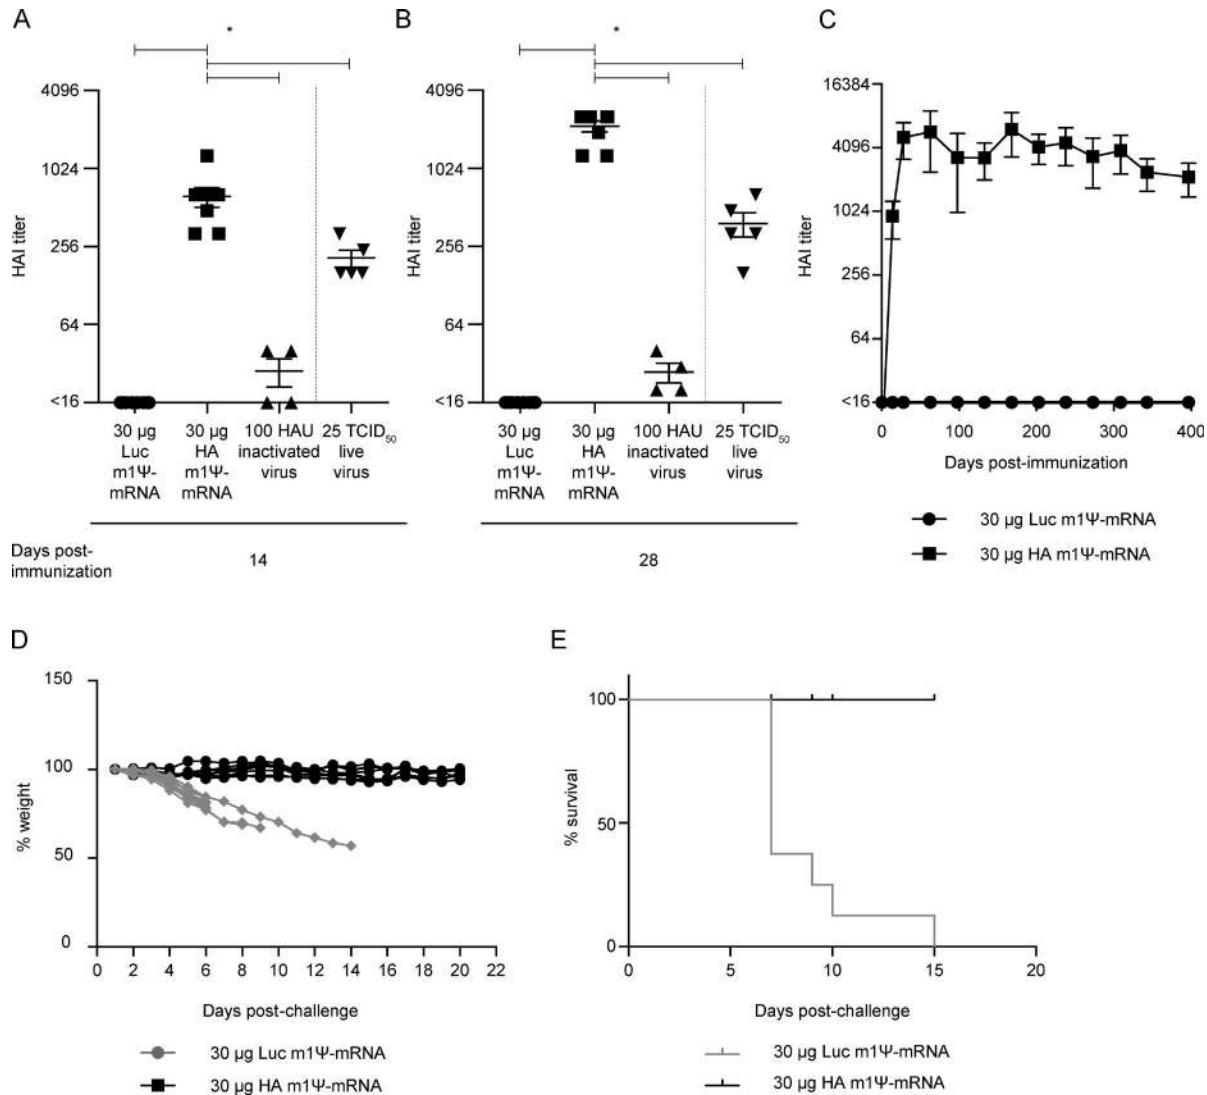 A
B
C
*
*
HAI titer
4096
1024
256
64
<16
30 µg
Luc
m1Ψ-
mRNA
30 µg
HA
m1Ψ-
mRNA
100 HAU
inactivated
virus
25 TCID50
live
virus
HAI titer
4096
1024
256
64
<16
30 µg
Luc
m1Ψ-
mRNA
30 µg
HA
m1Ψ-
mRNA
100 HAU
inactivated
virus
25 TCID50
live
virus
Days post-
immunization
14
28
HAI titer
16384
4096
1024
256
64
<16
0 100 200 300 400
Days post-immunization
30 µg Luc m1Ψ-mRNA
30 µg HA m1Ψ-mRNA
D
% weight
150
100
50
0
0 2 4 6 8 10 12 14 16 18 20 22
Days post-challenge
30 µg Luc m1Ψ-mRNA
30 µg HA m1Ψ-mRNA
E
% survival
100
50
0
0 5 10 15 20
Days post-challenge
30 µg Luc m1Ψ-mRNA
30 µg HA m1Ψ-mRNA